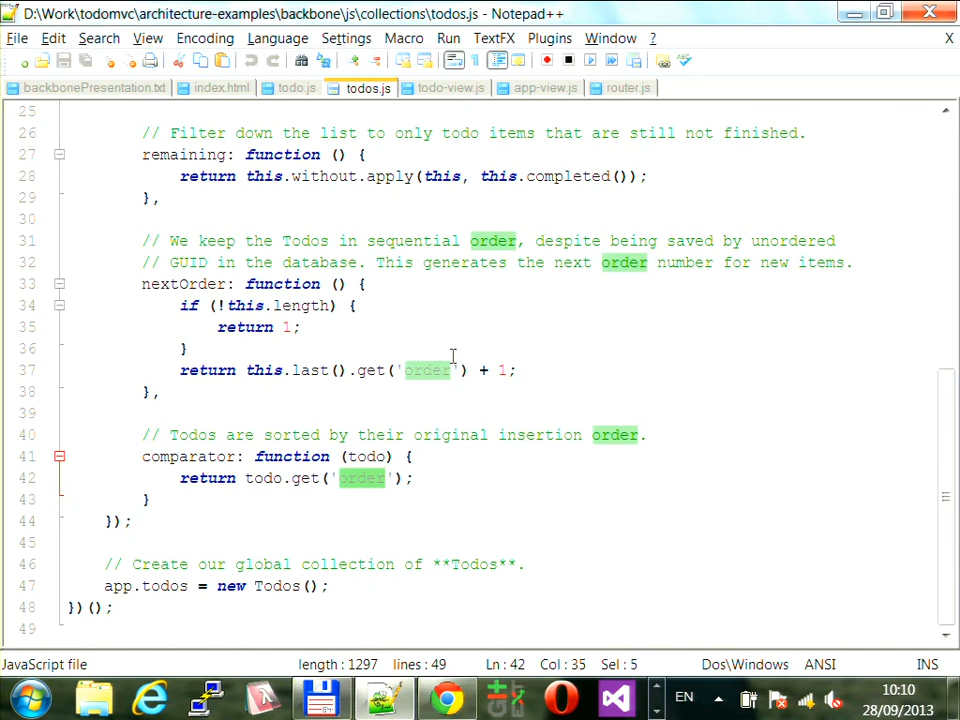 D:\Work\todomvc\architecture-examples\backbone\js\collections\todos.js - Notepad++
File Edit Search View Encoding Language Settings Macro Run TextFX Plugins Window ? X
backbonePresentation.txt index.html todo.js todos.js todo-view.js app-view.js router.js
25
26 // Filter down the list to only todo items that are still not finished.
27 remaining: function () {
28 return this.without.apply(this, this.completed());
29 },
30
31 // We keep the Todos in sequential order, despite being saved by unordered
32 // GUID in the database. This generates the next order number for new items.
33 nextOrder: function () {
34 if (!this.length) {
35 return 1;
36 }
37 return this.last().get('order') + 1;
38 },
39
40 // Todos are sorted by their original insertion order.
41 comparator: function (todo) {
42 return todo.get('order');
43 }
44 });
45
46 // Create our global collection of **Todos**.
47 app.todos = new Todos();
48 })();
49
JavaScript file length : 1297 lines : 49 Ln : 42 Col : 35 Sel : 5 Dos\Windows ANSI INS
EN 10:10
28/09/2013